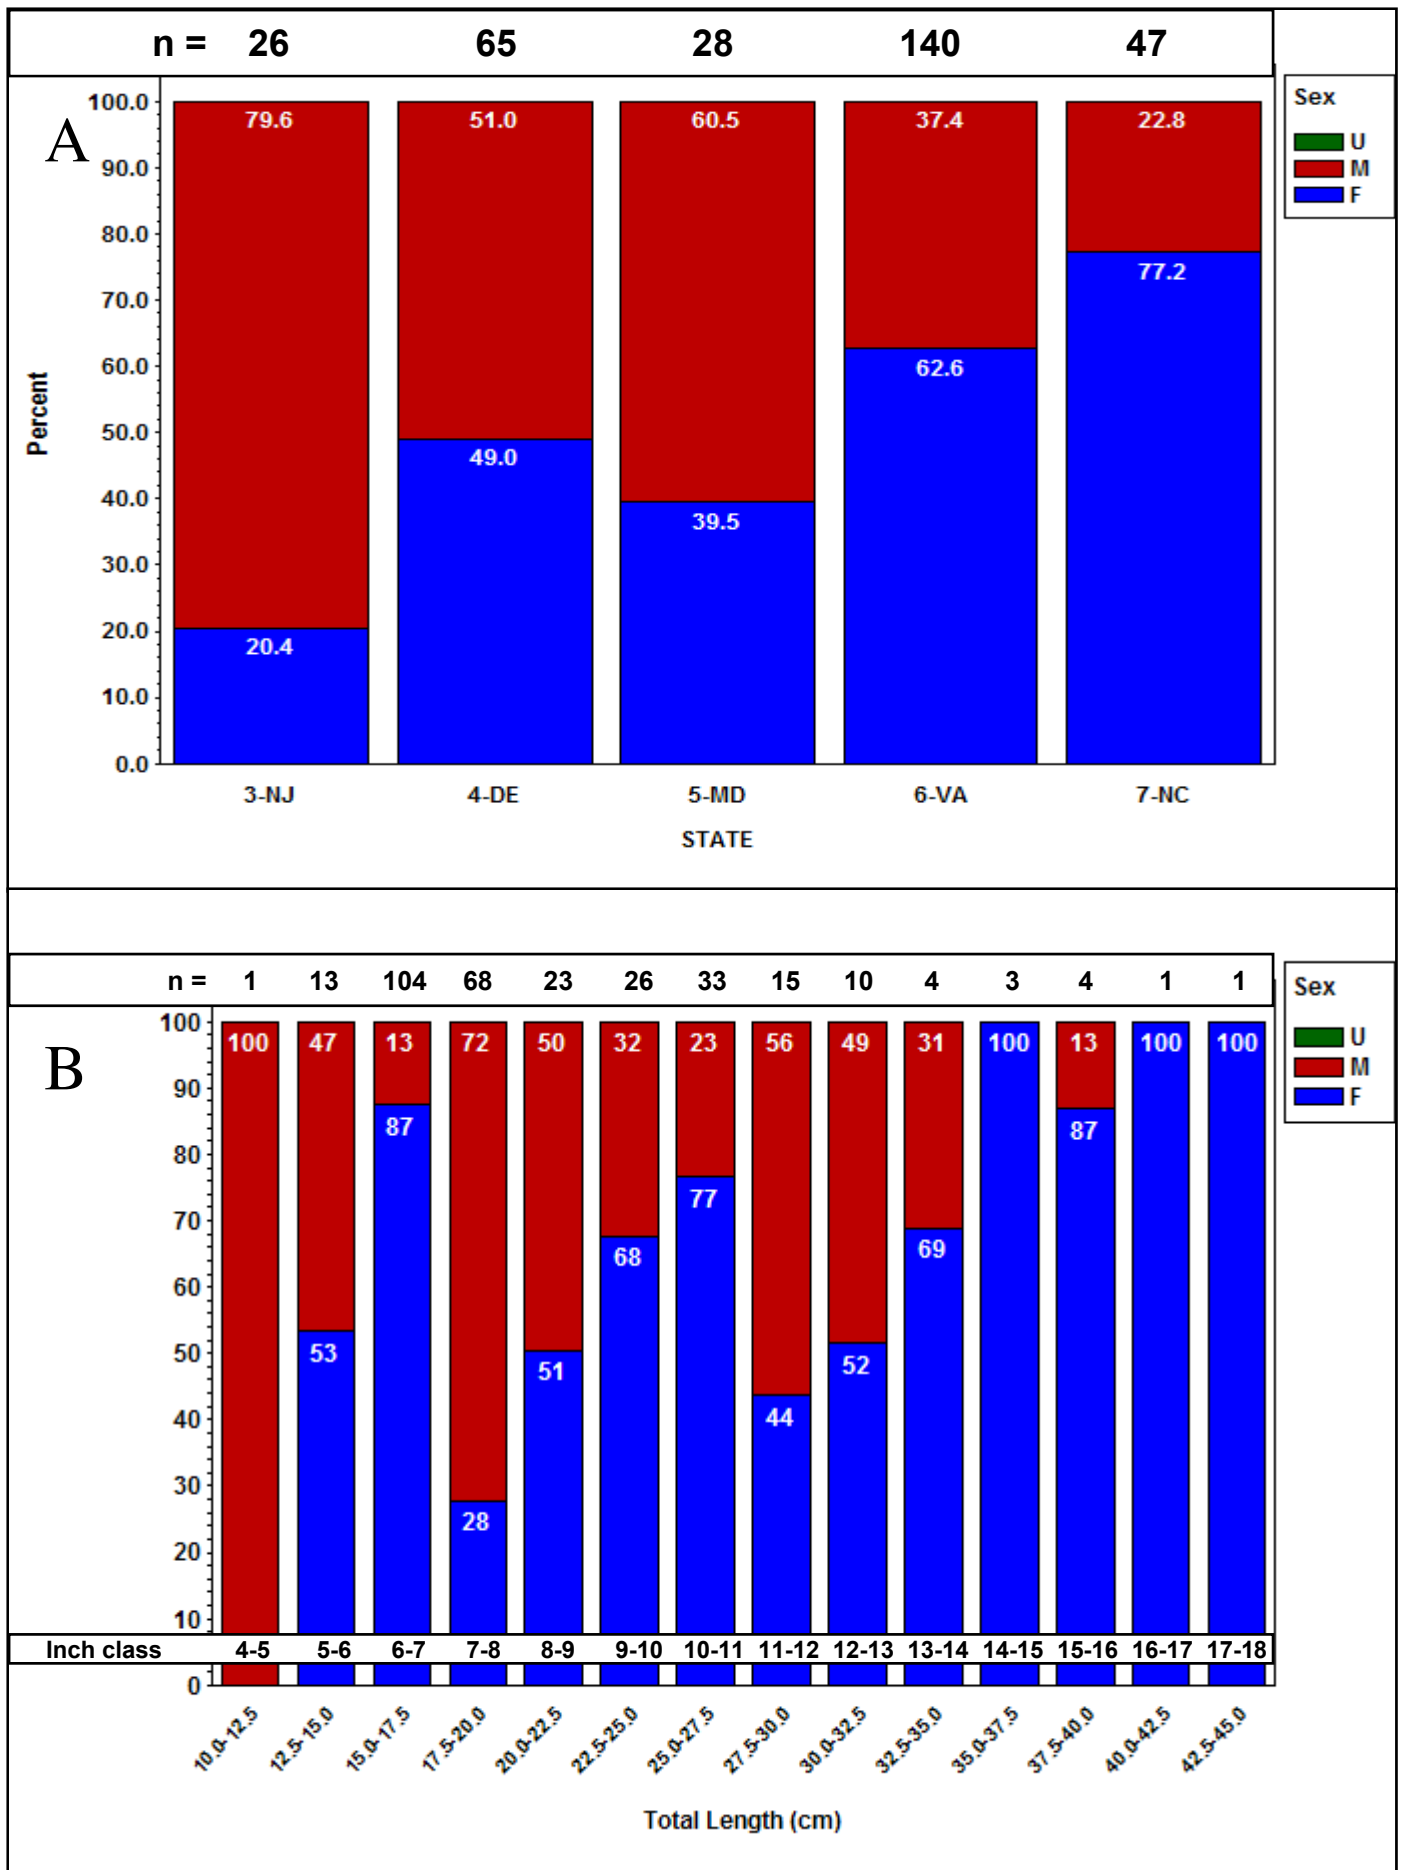 n = 26 65 28 140 47
A
Sex
U
M
F
100.0
90.0
80.0
70.0
60.0
50.0
40.0
30.0
20.0
10.0
0.0
Percent
79.6 51.0 60.5 37.4 22.8
20.4 49.0 39.5 62.6 77.2
3-NJ 4-DE 5-MD 6-VA 7-NC
STATE
n = 1 13 104 68 23 26 33 15 10 4 3 4 1 1
B
Sex
U
M
F
100
90
80
70
60
50
40
30
20
10
0
100 47 13 72 50 32 23 56 49 31 100 13 100 100
53 87 28 51 68 77 44 52 69 87
Inch class 4-5 5-6 6-7 7-8 8-9 9-10 10-11 11-12 12-13 13-14 14-15 15-16 16-17 17-18
10.0-12.5 12.5-15.0 15.0-17.5 17.5-20.0 20.0-22.5 22.5-25.0 25.0-27.5 27.5-30.0 30.0-32.5 32.5-35.0 35.0-37.5 37.5-40.0 40.0-42.5 42.5-45.0
Total Length (cm)